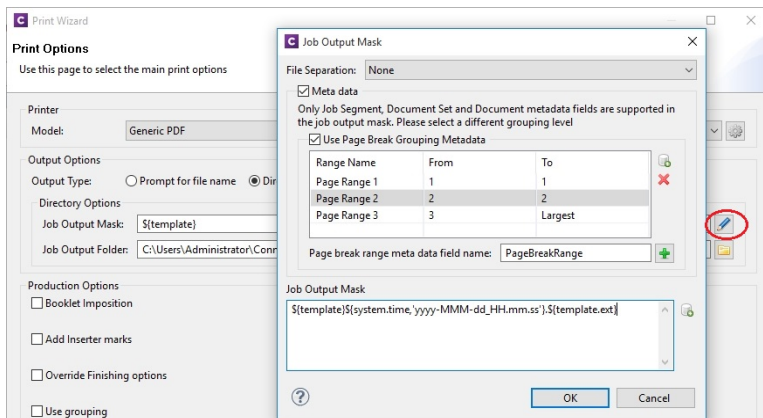 C Print Wizard
Print Options
Use this page to select the main print options
Printer
Model: Generic PDF
Output Options
Output Type: Prompt for file name Dir
Directory Options
Job Output Mask: ${template}
Job Output Folder: C:\Users\Administrator\Conn
Production Options
Booklet Imposition
Add Inserter marks
Override Finishing options
Use grouping
C Job Output Mask
File Separation: None
Meta data
Only Job Segment, Document Set and Document metadata fields are supported in
the job output mask. Please select a different grouping level
Use Page Break Grouping Metadata
Range Name From To
Page Range 1 1 1
Page Range 2 2 2
Page Range 3 3 Largest
Page break range meta data field name: PageBreakRange
Job Output Mask
${template}${system.time,'yyyy-MMM-dd_HH.mm.ss'}.${template.ext}
?
OK Cancel